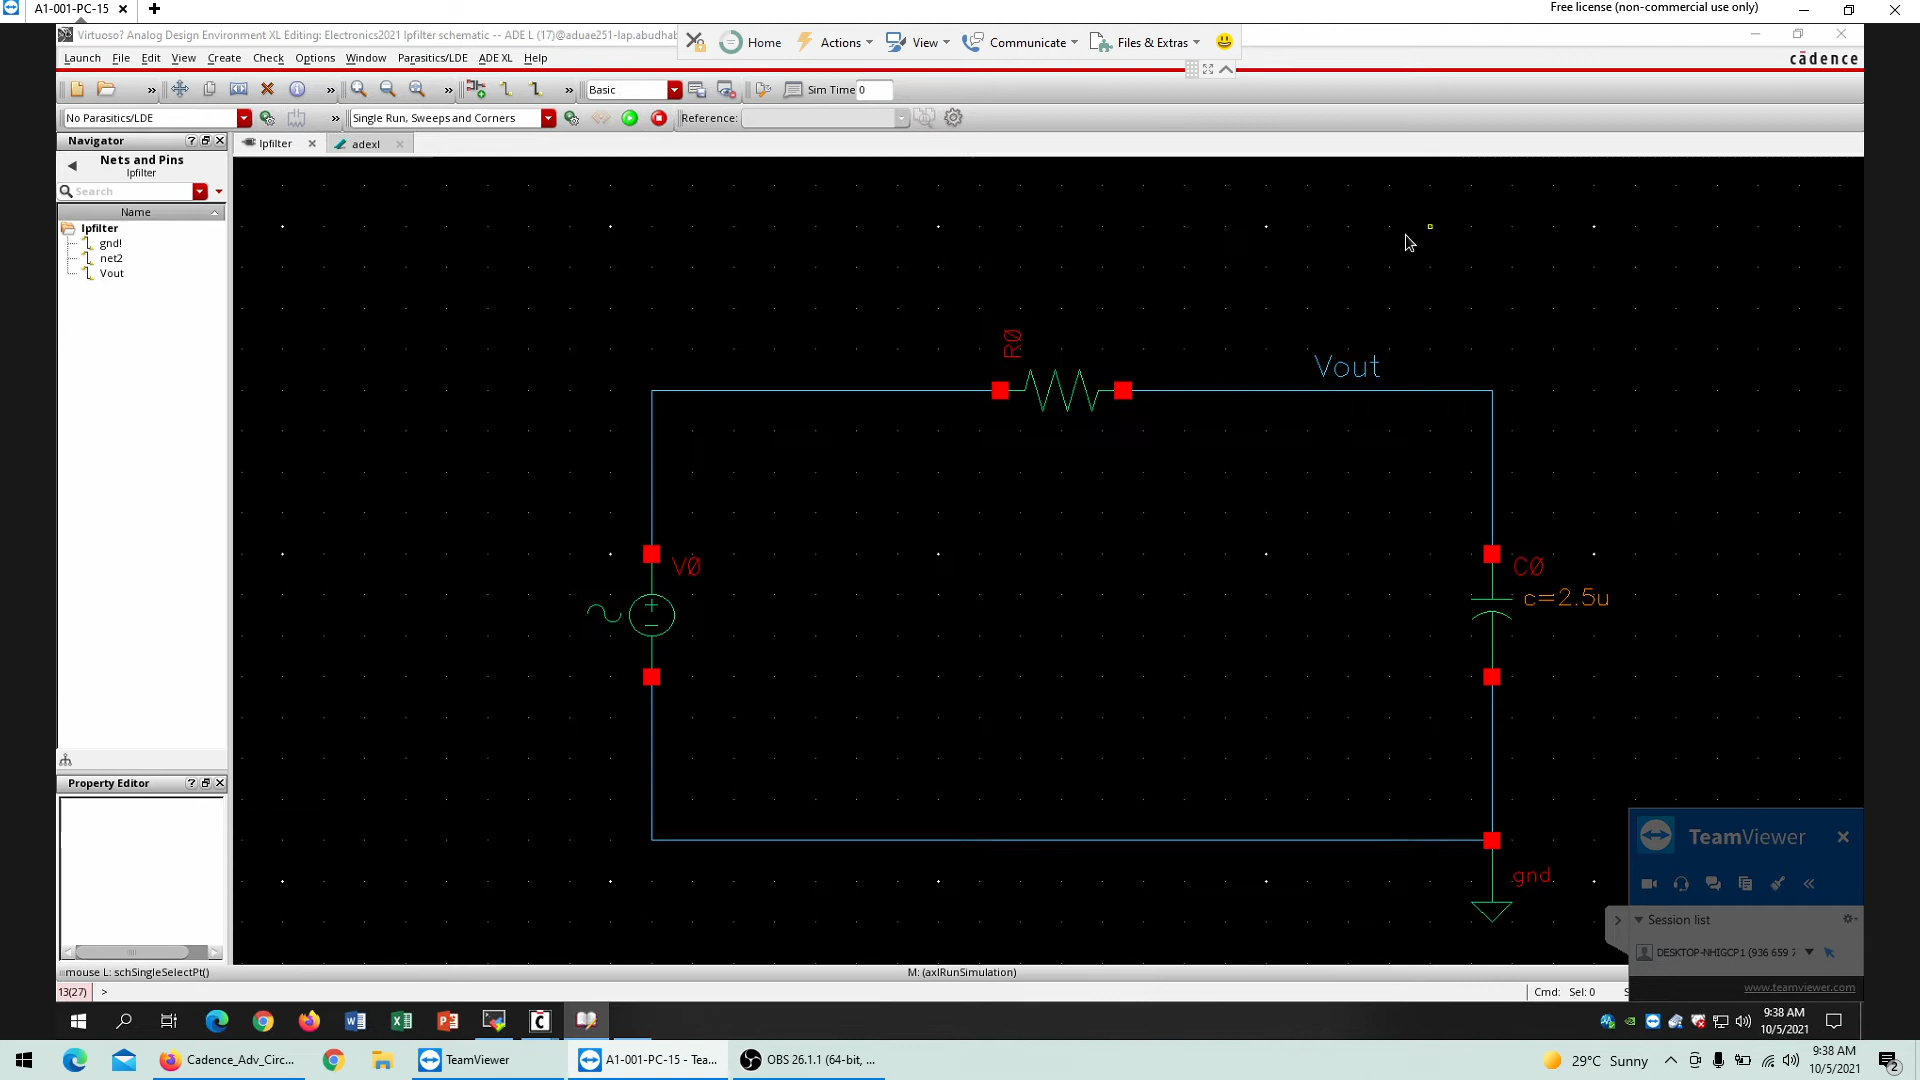 A1-001-PC-15
Free license (non-commercial use only)
Virtuoso? Analog Design Environment XL Editing: Electronics2021 lpfilter schematic -- ADE L (17)@aduae251-lap.abudhab
Home Actions View Communicate Files & Extras
Launch File Edit View Create Check Options Window Parasitics/LDE ADE XL Help
cādence
» » » » Basic Sim Time 0
No Parasitics/LDE » Single Run, Sweeps and Corners Reference:
Navigator
lpfilter adexl
Nets and Pins
lpfilter
Search
Name
lpfilter
gnd!
net2
Vout
R0
Vout
V0
C0
c=2.5u
gnd
Property Editor
TeamViewer
Session list
DESKTOP-NHIGCP1 (936 659 7
www.teamviewer.com
mouse L: schSingleSelectPt()
M: (axlRunSimulation)
13(27) >
Cmd: Sel: 0
9:38 AM
10/5/2021
Cadence_Adv_Circ...
TeamViewer
A1-001-PC-15 - Tea...
OBS 26.1.1 (64-bit, ...
29°C Sunny
9:38 AM
10/5/2021
2